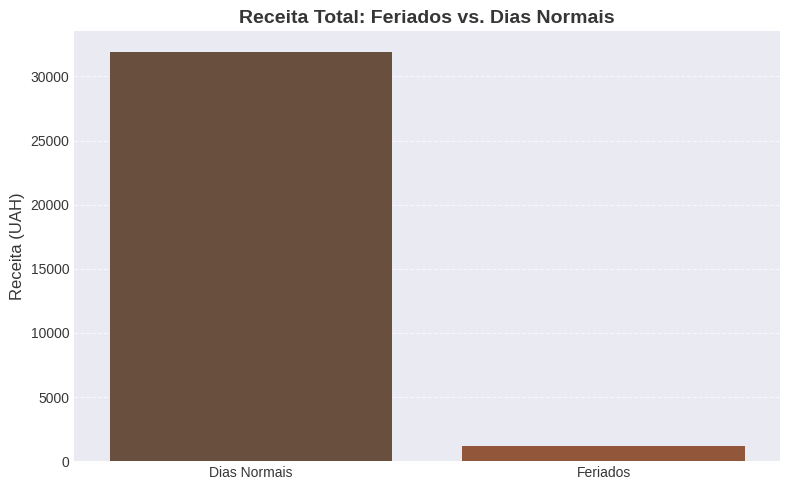 Receita Total: Feriados vs. Dias Normais
Receita (UAH)
30000
25000
20000
15000
10000
5000
0
Dias Normais
Feriados